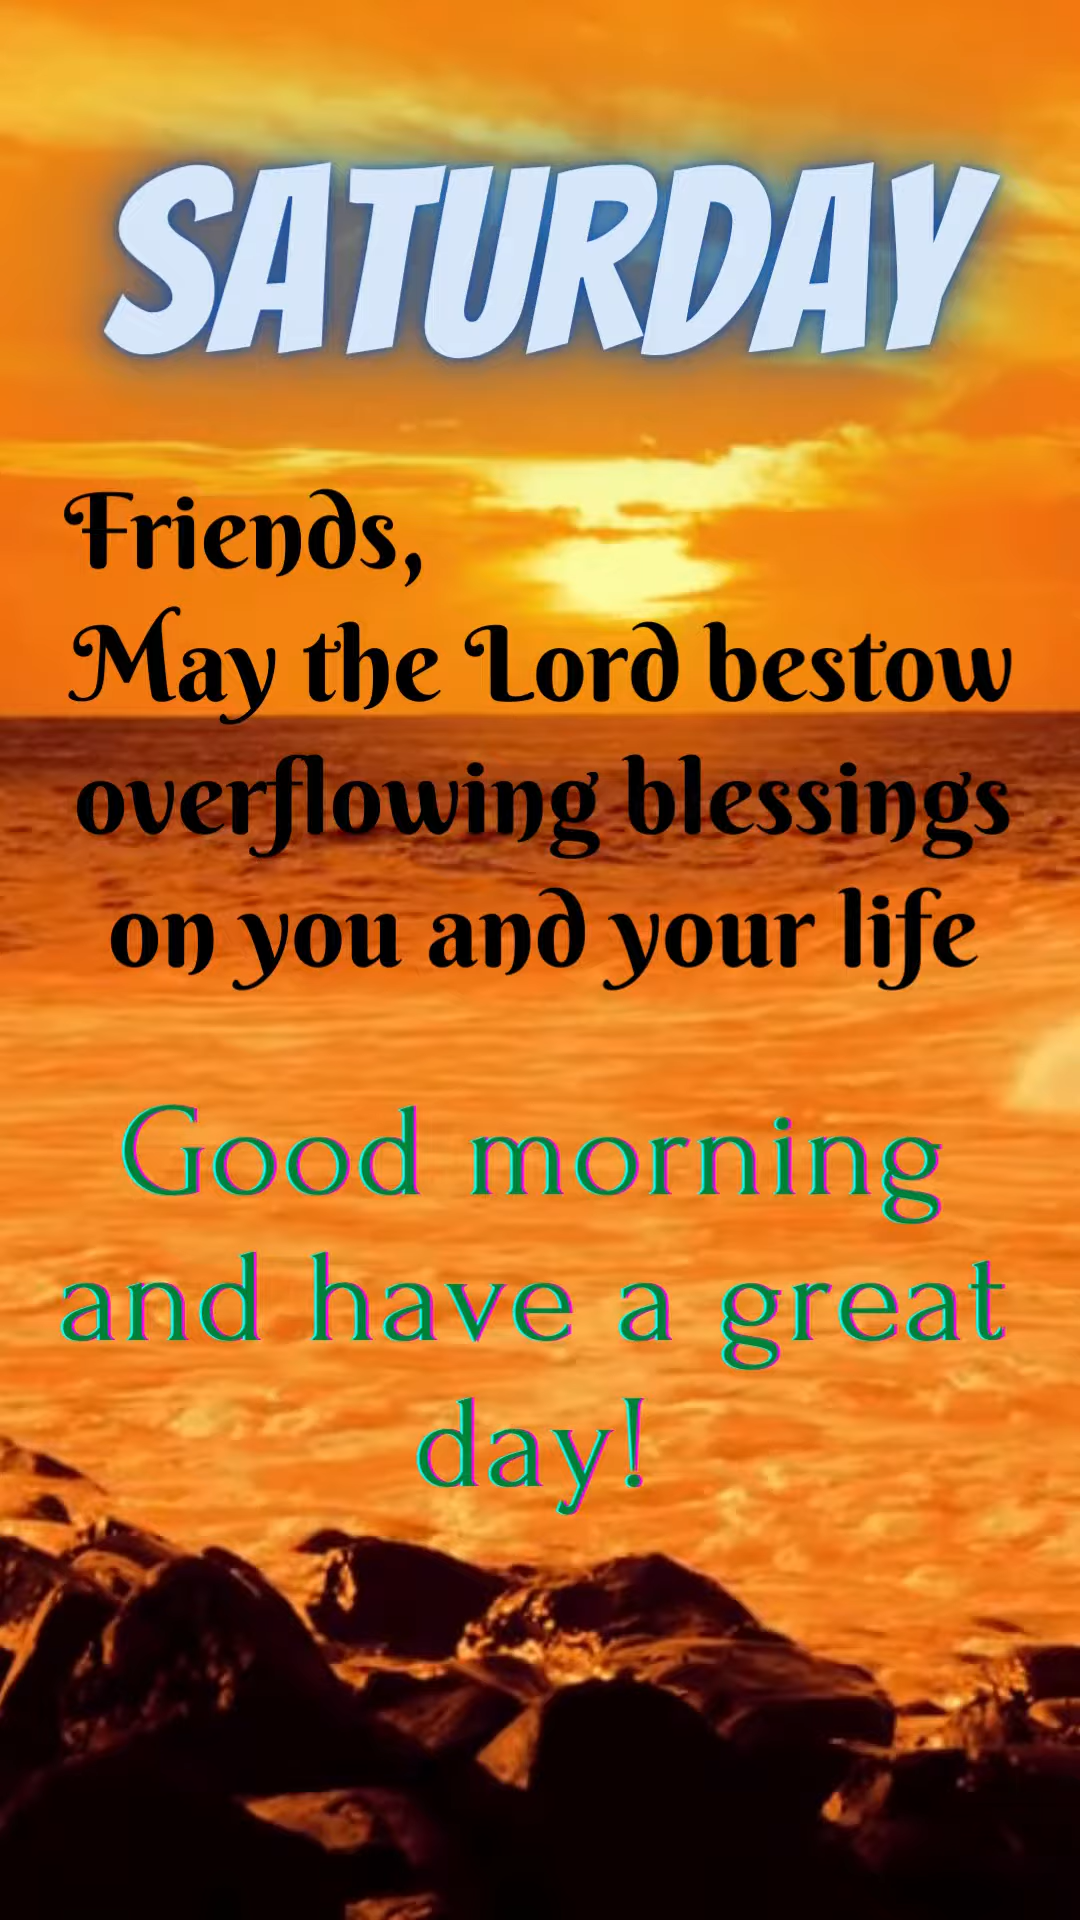 SATURDAY
Friends,
May the Lord bestow
overflowing blessings
on you and your life
Good morning
and have a great
day!